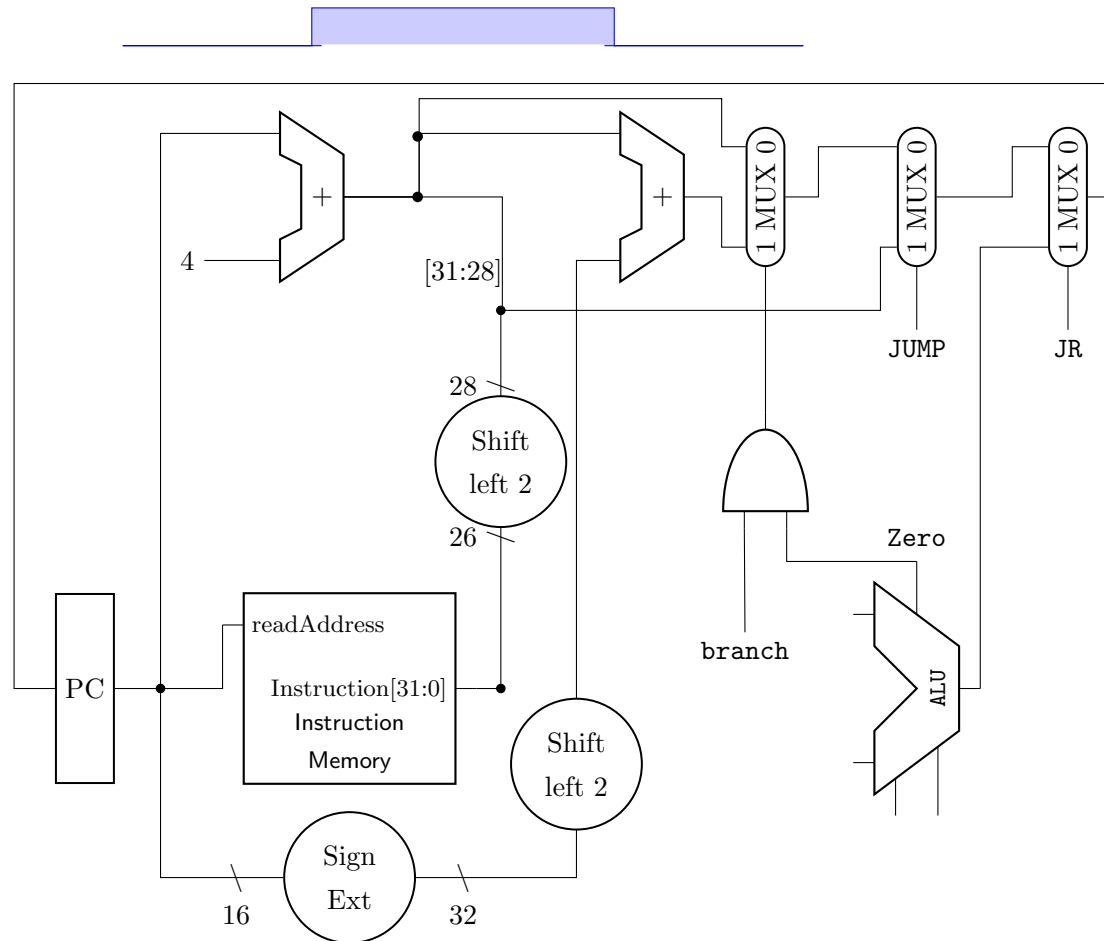 1 MUX 0
1 MUX 0
1 MUX 0
+
+
4
[31:28]
JUMP
JR
28
Shift
left 2
26
Zero
readAddress
branch
PC
Instruction[31:0]
ALU
Instruction
Memory
Shift
left 2
Sign
Ext
16
32